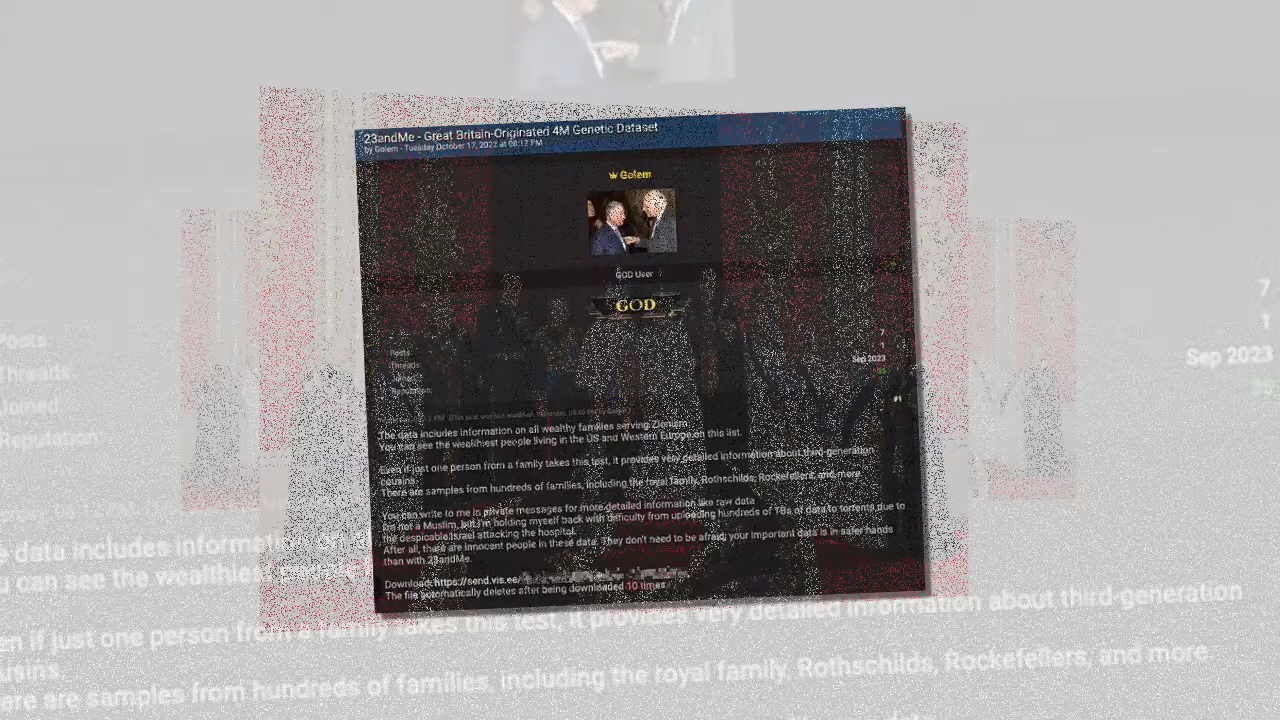 23andMe - Great Britain-Originated 4M Genetic Dataset
by Golem - Tuesday October 17, 2023 at 08:12 PM
Golem
GOD User
GOD
7
1
Posts
Threads
Sep 2023
35
#1
The data includes information on all wealthy families serving Zionism.
You can see the wealthiest people living in the US and Western Europe on this list.
Even if just one person from a family takes this test, it provides very detailed information about third-generation
cousins.
There are samples from hundreds of families, including the royal family, Rothschilds, Rockefellers, and more.
You can write to me in private messages for more detailed information like raw data
I'm not a Muslim, but I'm holding myself back with difficulty from uploading hundreds of TBs of data to torrents due to
the despicable Israel attacking the hospital.
After all, there are innocent people in these data. They don't need to be afraid; your important data is in safer hands
than with 23andMe.
Download: https://send.vis.ee/
The file automatically deletes after being downloaded 10 times.
7
Posts
1
Threads
Sep 2023
Joined
35
Reputation
e data includes information on
u can see the wealthiest people
en if just one person from a family takes this test, it provides very detailed information about third-generation
usins.
ere are samples from hundreds of families, including the royal family, Rothschilds, Rockefellers, and more.